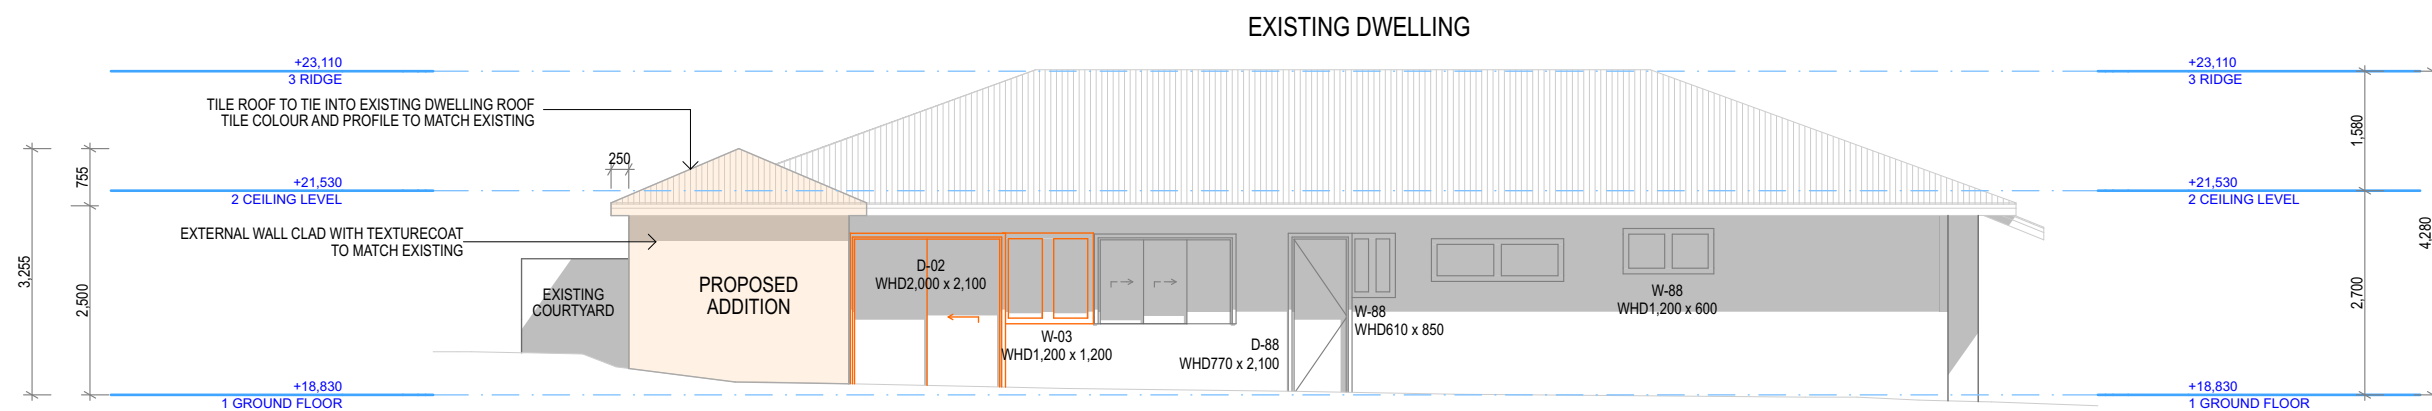 EXISTING DWELLING
+23,110
3 RIDGE
+23,110
3 RIDGE
TILE ROOF TO TIE INTO EXISTING DWELLING ROOF
TILE COLOUR AND PROFILE TO MATCH EXISTING
250
755
1,580
+21,530
2 CEILING LEVEL
+21,530
2 CEILING LEVEL
EXTERNAL WALL CLAD WITH TEXTURECOAT
TO MATCH EXISTING
3,255
2,500
EXISTING
COURTYARD
PROPOSED
ADDITION
D-02
WHD2,000 x 2,100
W-03
WHD1,200 x 1,200
D-88
WHD770 x 2,100
W-88
WHD610 x 850
W-88
WHD1,200 x 600
2,700
4,280
+18,830
1 GROUND FLOOR
+18,830
1 GROUND FLOOR